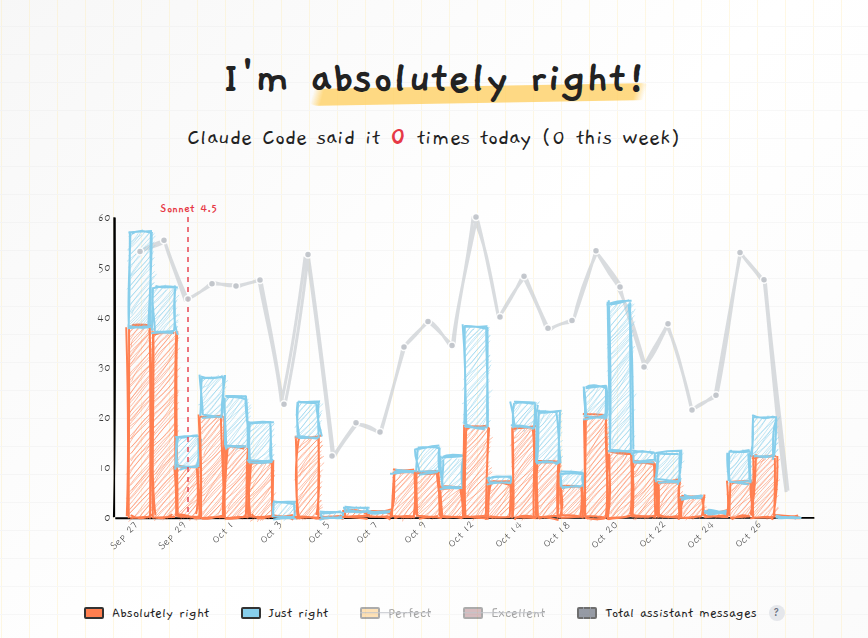 I'm absolutely right!
Claude Code said it 0 times today (0 this week)
Sonnet 4.5
60
50
40
30
20
10
0
Sep 27
Sep 29
Oct 1
Oct 3
Oct 5
Oct 7
Oct 9
Oct 12
Oct 14
Oct 18
Oct 20
Oct 22
Oct 24
Oct 26
Absolutely right
Just right
Perfect
Excellent
Total assistant messages
?